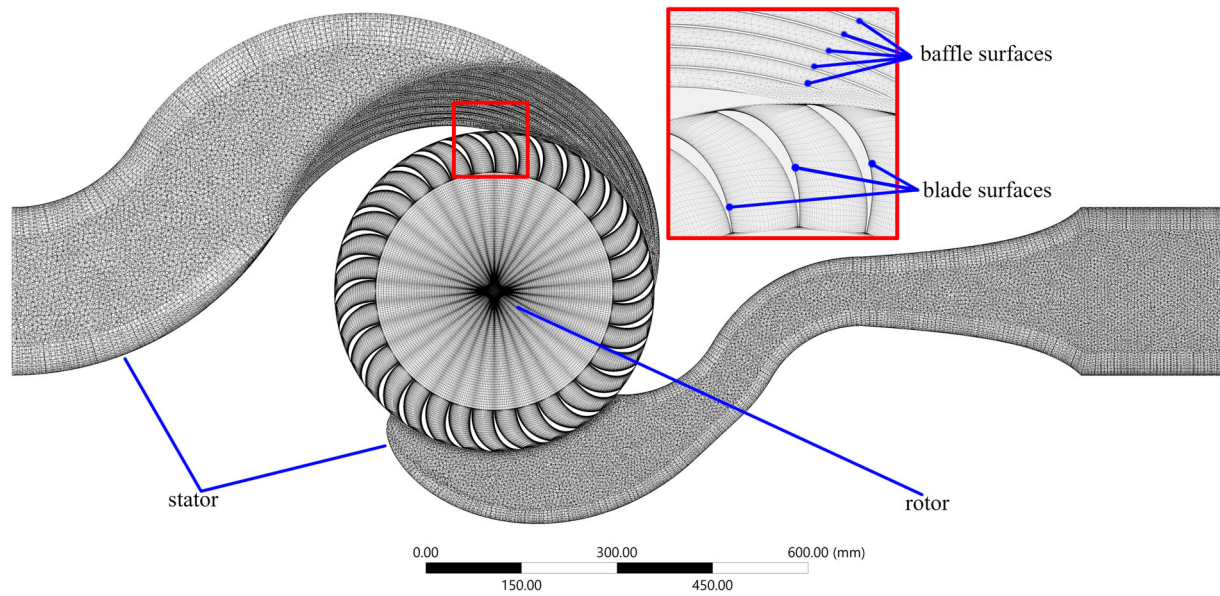 baffle surfaces
blade surfaces
stator
rotor
0.00 300.00 600.00 (mm)
150.00 450.00